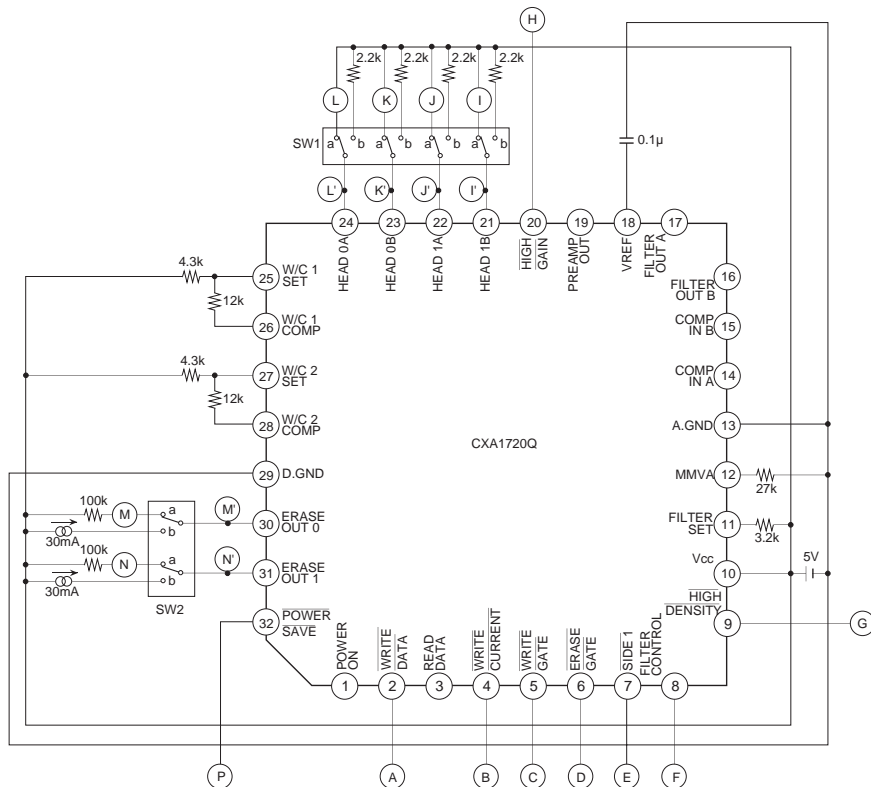 H
2.2k 2.2k 2.2k 2.2k
L K J I
SW1 a b a b a b a b
0.1µ
L' K' J' I'
24 23 22 21 20 19 18 17
HEAD 0A
HEAD 0B
HEAD 1A
HEAD 1B
HIGH
GAIN
PREAMP
OUT
VREF
FILTER
OUT A
4.3k
25 W/C 1
SET
12k
26 W/C 1
COMP
4.3k
27 W/C 2
SET
12k
28 W/C 2
COMP
29 D.GND
100k
M
a
b
M'
30 ERASE
OUT 0
30mA
100k
N
a
b
N'
31 ERASE
OUT 1
30mA
SW2
32 POWER
SAVE
CXA1720Q
16
FILTER
OUT B
COMP
IN B
15
COMP
IN A
14
A.GND 13
MMVA 12
27k
FILTER
SET
11
3.2k
Vcc
10
5V
HIGH
DENSITY
9
G
POWER
ON
WRITE
DATA
READ
DATA
WRITE
CURRENT
WRITE
GATE
ERASE
GATE
SIDE 1
FILTER
CONTROL
1 2 3 4 5 6 7 8
P A B C D E F